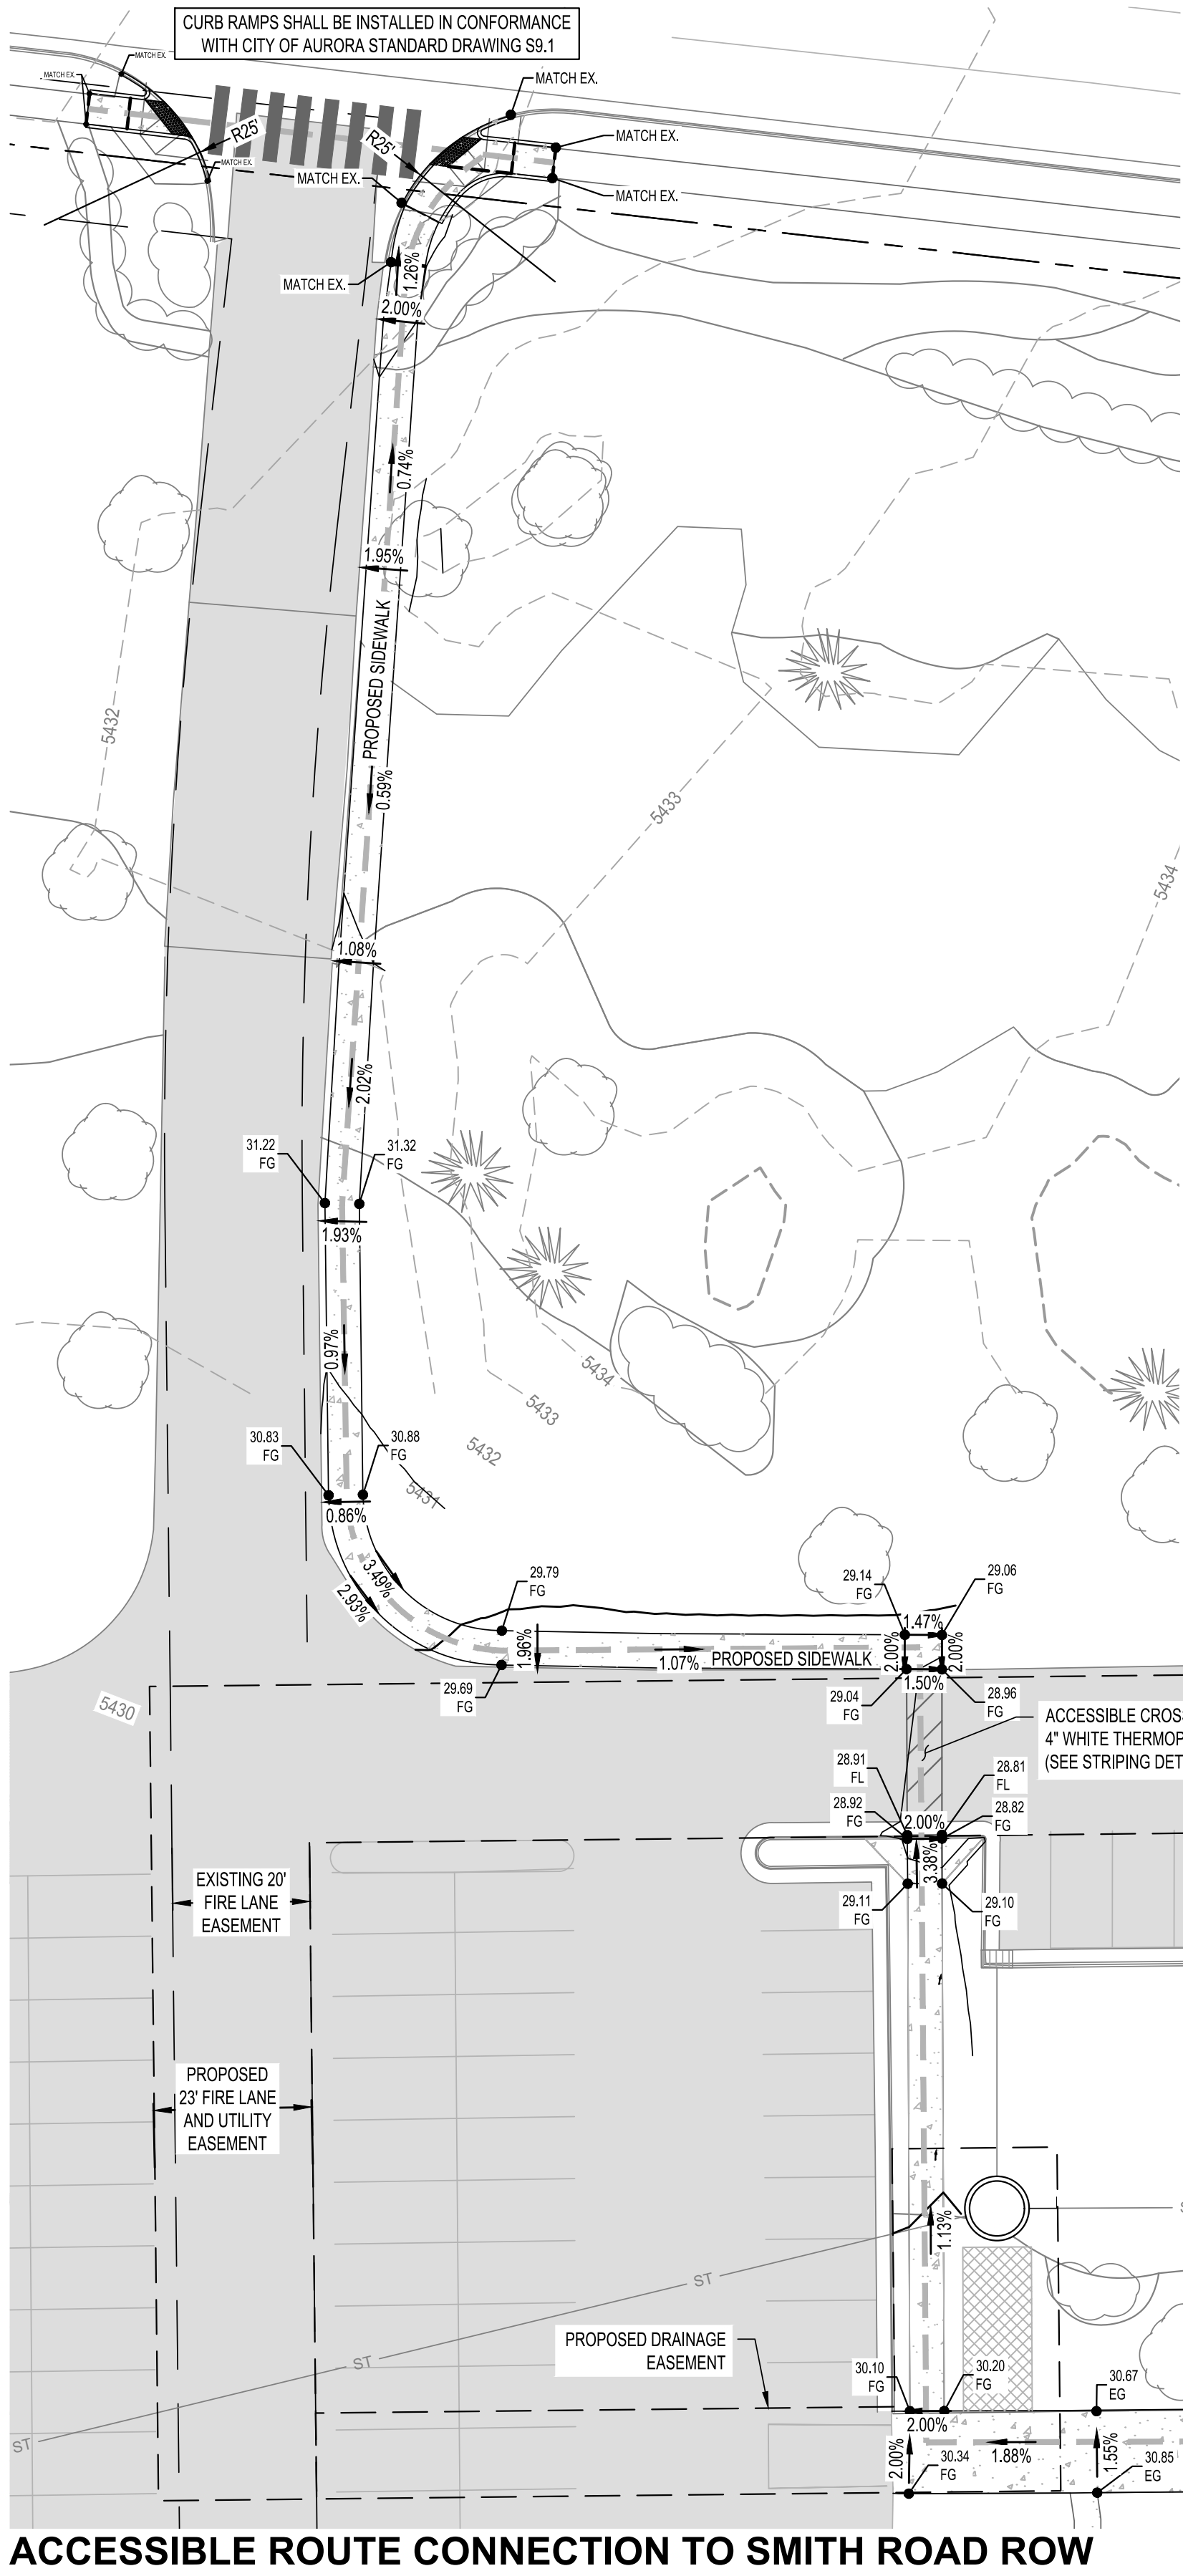 CURB RAMPS SHALL BE INSTALLED IN CONFORMANCE
WITH CITY OF AURORA STANDARD DRAWING S9.1
MATCH EX.
MATCH EX.
MATCH EX.
R25'
R25'
MATCH EX.
MATCH EX.
MATCH EX.
MATCH EX.
MATCH EX.
1.26%
2.00%
0.74%
1.95%
PROPOSED SIDEWALK
5432
0.59%
5433
5434
1.08%
2.02%
31.22
FG
31.32
FG
1.93%
0.97%
5434
5433
5432
5431
30.83
FG
30.88
FG
0.86%
3.49%
2.93%
29.79
FG
1.96%
29.69
FG
1.07%
PROPOSED SIDEWALK
29.14
FG
29.06
FG
1.47%
2.00%
2.00%
1.50%
29.04
FG
28.96
FG
5430
ACCESSIBLE CROS
4" WHITE THERMOP
(SEE STRIPING DET
28.91
FL
28.81
FL
28.92
FG
28.82
FG
2.00%
3.38%
29.11
FG
29.10
FG
EXISTING 20'
FIRE LANE
EASEMENT
PROPOSED
23' FIRE LANE
AND UTILITY
EASEMENT
1.13%
ST
ST
ST
PROPOSED DRAINAGE
EASEMENT
30.10
FG
30.20
FG
30.67
EG
2.00%
2.00%
1.88%
1.55%
30.34
FG
30.85
EG
ACCESSIBLE ROUTE CONNECTION TO SMITH ROAD ROW